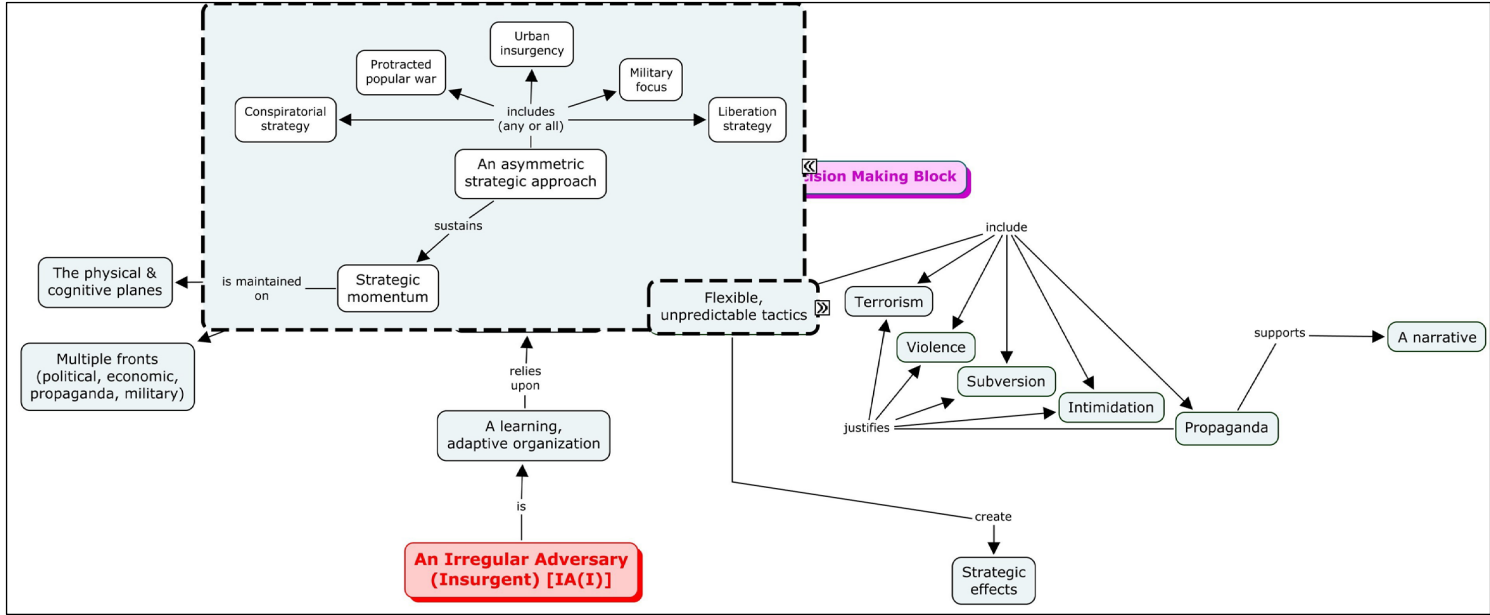 Urban
insurgency
Protracted
popular war
Military
focus
Conspiratorial
strategy
includes
(any or all)
Liberation
strategy
An asymmetric
strategic approach
cision Making Block
sustains
include
The physical &
cognitive planes
is maintained
on
Strategic
momentum
Flexible,
unpredictable tactics
Terrorism
Violence
supports
A narrative
Multiple fronts
(political, economic,
propaganda, military)
relies
upon
Subversion
Intimidation
justifies
Propaganda
A learning,
adaptive organization
is
create
An Irregular Adversary
(Insurgent) [IA(I)]
Strategic
effects